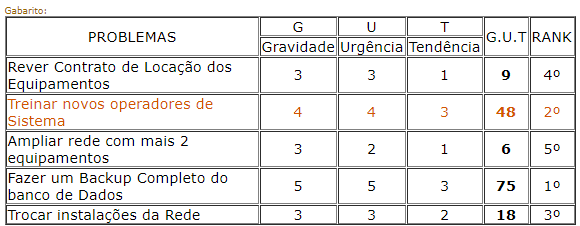 Gabarito:
PROBLEMAS G U T G.U.T RANK
Gravidade Urgência Tendência
Rever Contrato de Locação dos
Equipamentos 3 3 1 9 4º
Treinar novos operadores de
Sistema 4 4 3 48 2º
Ampliar rede com mais 2
equipamentos 3 2 1 6 5º
Fazer um Backup Completo do
banco de Dados 5 5 3 75 1º
Trocar instalações da Rede 3 3 2 18 3º